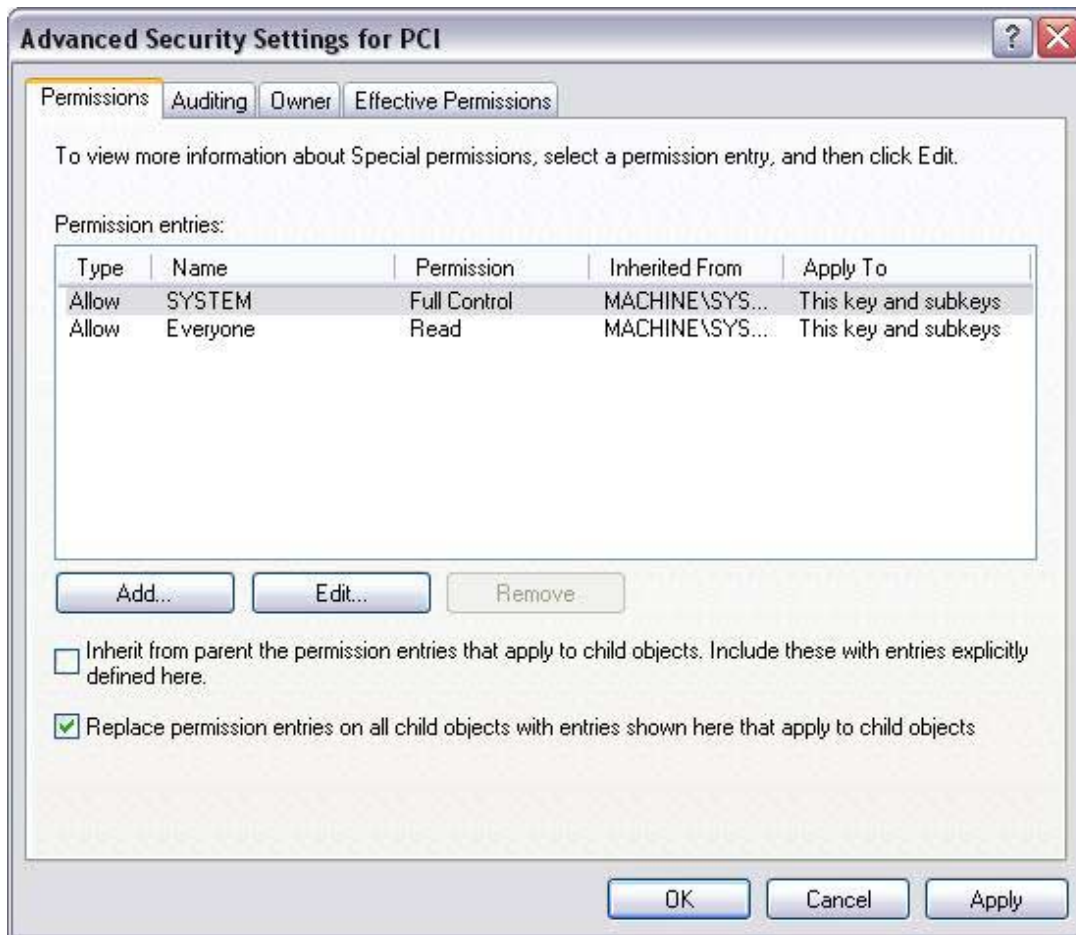 Advanced Security Settings for PCI
?
Permissions Auditing Owner Effective Permissions
To view more information about Special permissions, select a permission entry, and then click Edit.
Permission entries:
Type Name Permission Inherited From Apply To
Allow SYSTEM Full Control MACHINE\SYS... This key and subkeys
Allow Everyone Read MACHINE\SYS... This key and subkeys
Add... Edit... Remove
Inherit from parent the permission entries that apply to child objects. Include these with entries explicitly
defined here.
Replace permission entries on all child objects with entries shown here that apply to child objects
OK Cancel Apply